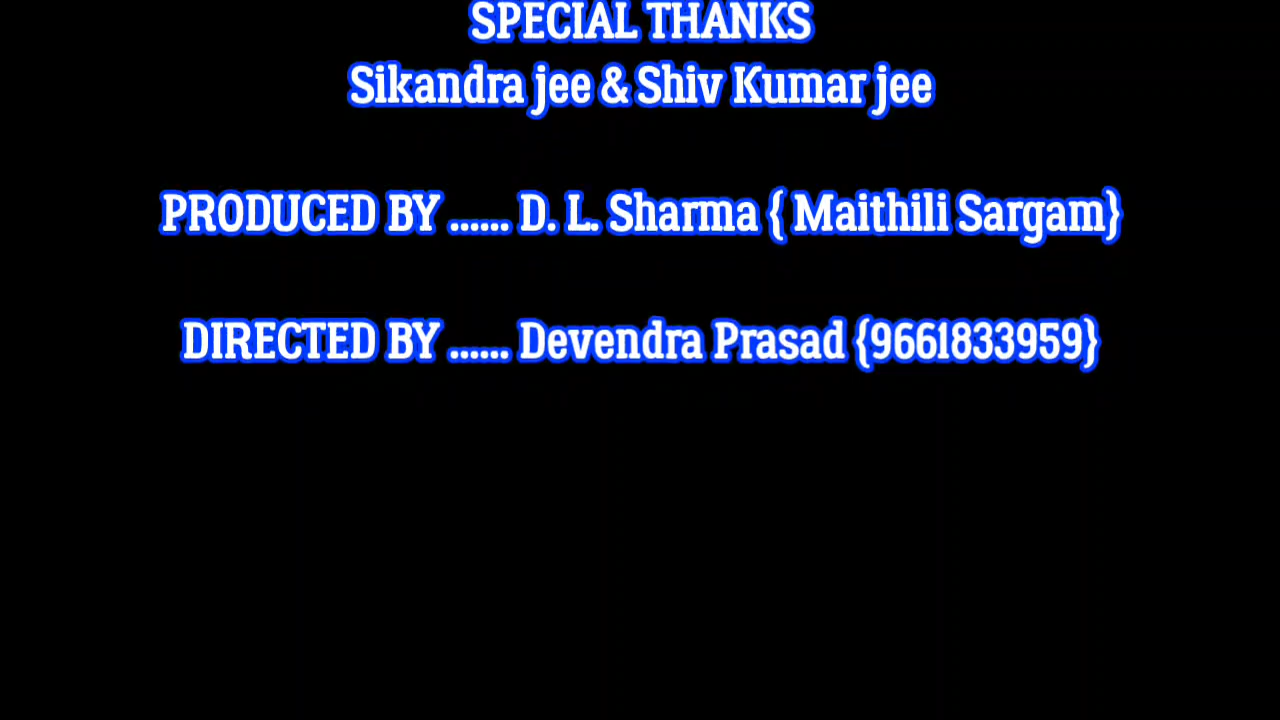 SPECIAL THANKS
Sikandra jee & Shiv Kumar jee
PRODUCED BY ...... D. L. Sharma { Maithili Sargam}
DIRECTED BY ...... Devendra Prasad {9661833959}